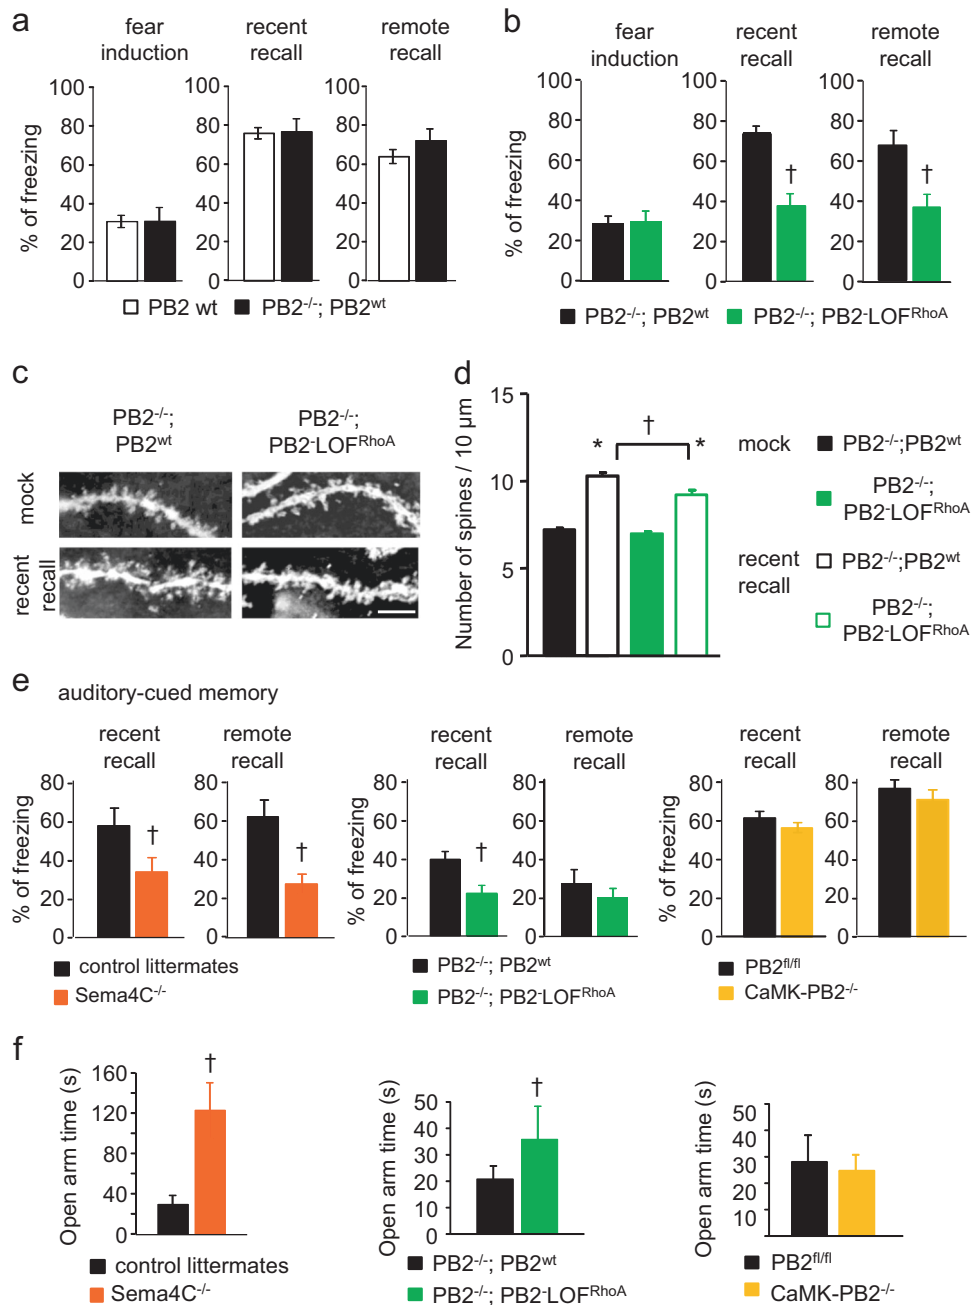 a
fear induction
recent recall
remote recall
% of freezing
100
80
60
40
20
0
100
80
60
40
20
0
100
80
60
40
20
0
PB2 wt
PB2-/-; PB2wt
b
fear induction
recent recall
remote recall
% of freezing
100
80
60
40
20
0
100
80
60
40
20
0
†
100
80
60
40
20
0
†
PB2-/-; PB2wt
PB2-/-; PB2-LOFRhoA
c
PB2-/-; PB2wt
PB2-/-; PB2-LOFRhoA
mock
recent recall
d
Number of spines / 10 µm
15
10
5
0
*
†
*
mock
PB2-/-;PB2wt
PB2-/-; PB2-LOFRhoA
recent recall
PB2-/-;PB2wt
PB2-/-; PB2-LOFRhoA
e
auditory-cued memory
recent recall
remote recall
% of freezing
80
60
40
20
0
†
80
60
40
20
0
†
control littermates
Sema4C-/-
recent recall
remote recall
80
60
40
20
0
†
80
60
40
20
0
PB2-/-; PB2wt
PB2-/-; PB2-LOFRhoA
recent recall
remote recall
% of freezing
80
60
40
20
0
80
60
40
20
0
PB2fl/fl
CaMK-PB2-/-
f
Open arm time (s)
160
120
80
40
0
†
control littermates
Sema4C-/-
Open arm time (s)
50
40
30
20
10
0
†
PB2-/-; PB2wt
PB2-/-; PB2-LOFRhoA
Open arm time (s)
50
40
30
20
10
PB2fl/fl
CaMK-PB2-/-